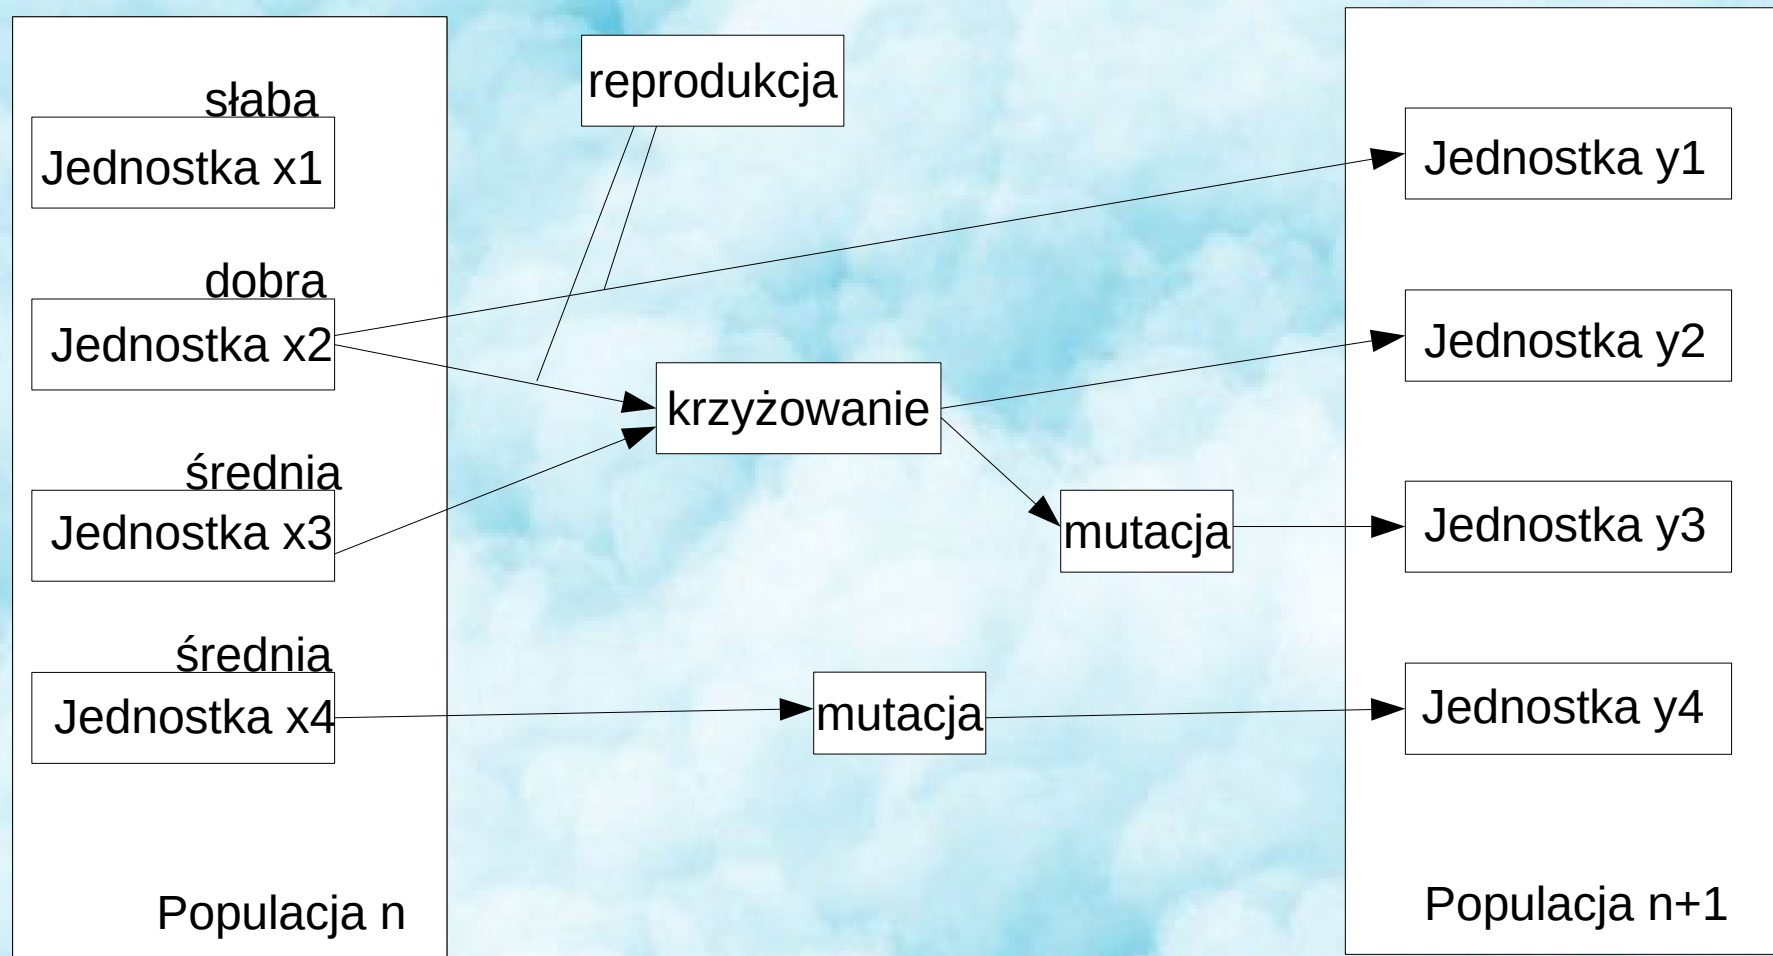 słaba
Jednostka x1
dobra
Jednostka x2
średnia
Jednostka x3
średnia
Jednostka x4
Populacja n
reprodukcja
krzyżowanie
mutacja
mutacja
Jednostka y1
Jednostka y2
Jednostka y3
Jednostka y4
Populacja n+1